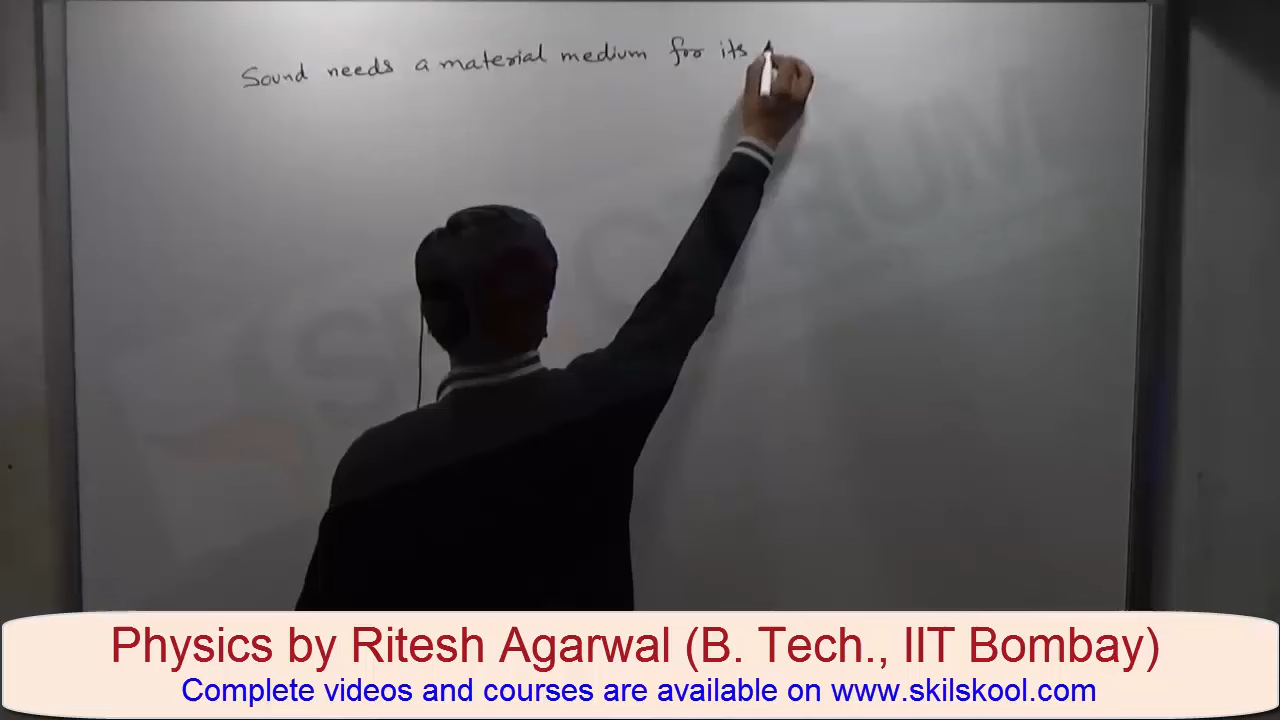 Sound needs a material medium for its
Physics by Ritesh Agarwal (B. Tech., IIT Bombay)
Complete videos and courses are available on www.skilskool.com